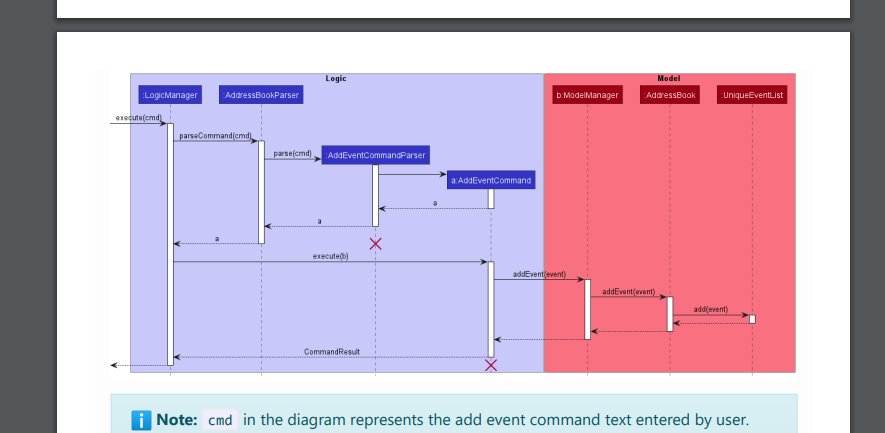 Logic
Model
:LogicManager
:AddressBookParser
b:ModelManager
:AddressBook
:UniqueEventList
execute(cmd)
parseCommand(cmd)
parse(cmd)
:AddEventCommandParser
a:AddEventCommand
a
a
a
execute(b)
addEvent(event)
addEvent(event)
add(event)
CommandResult
i Note: cmd in the diagram represents the add event command text entered by user.